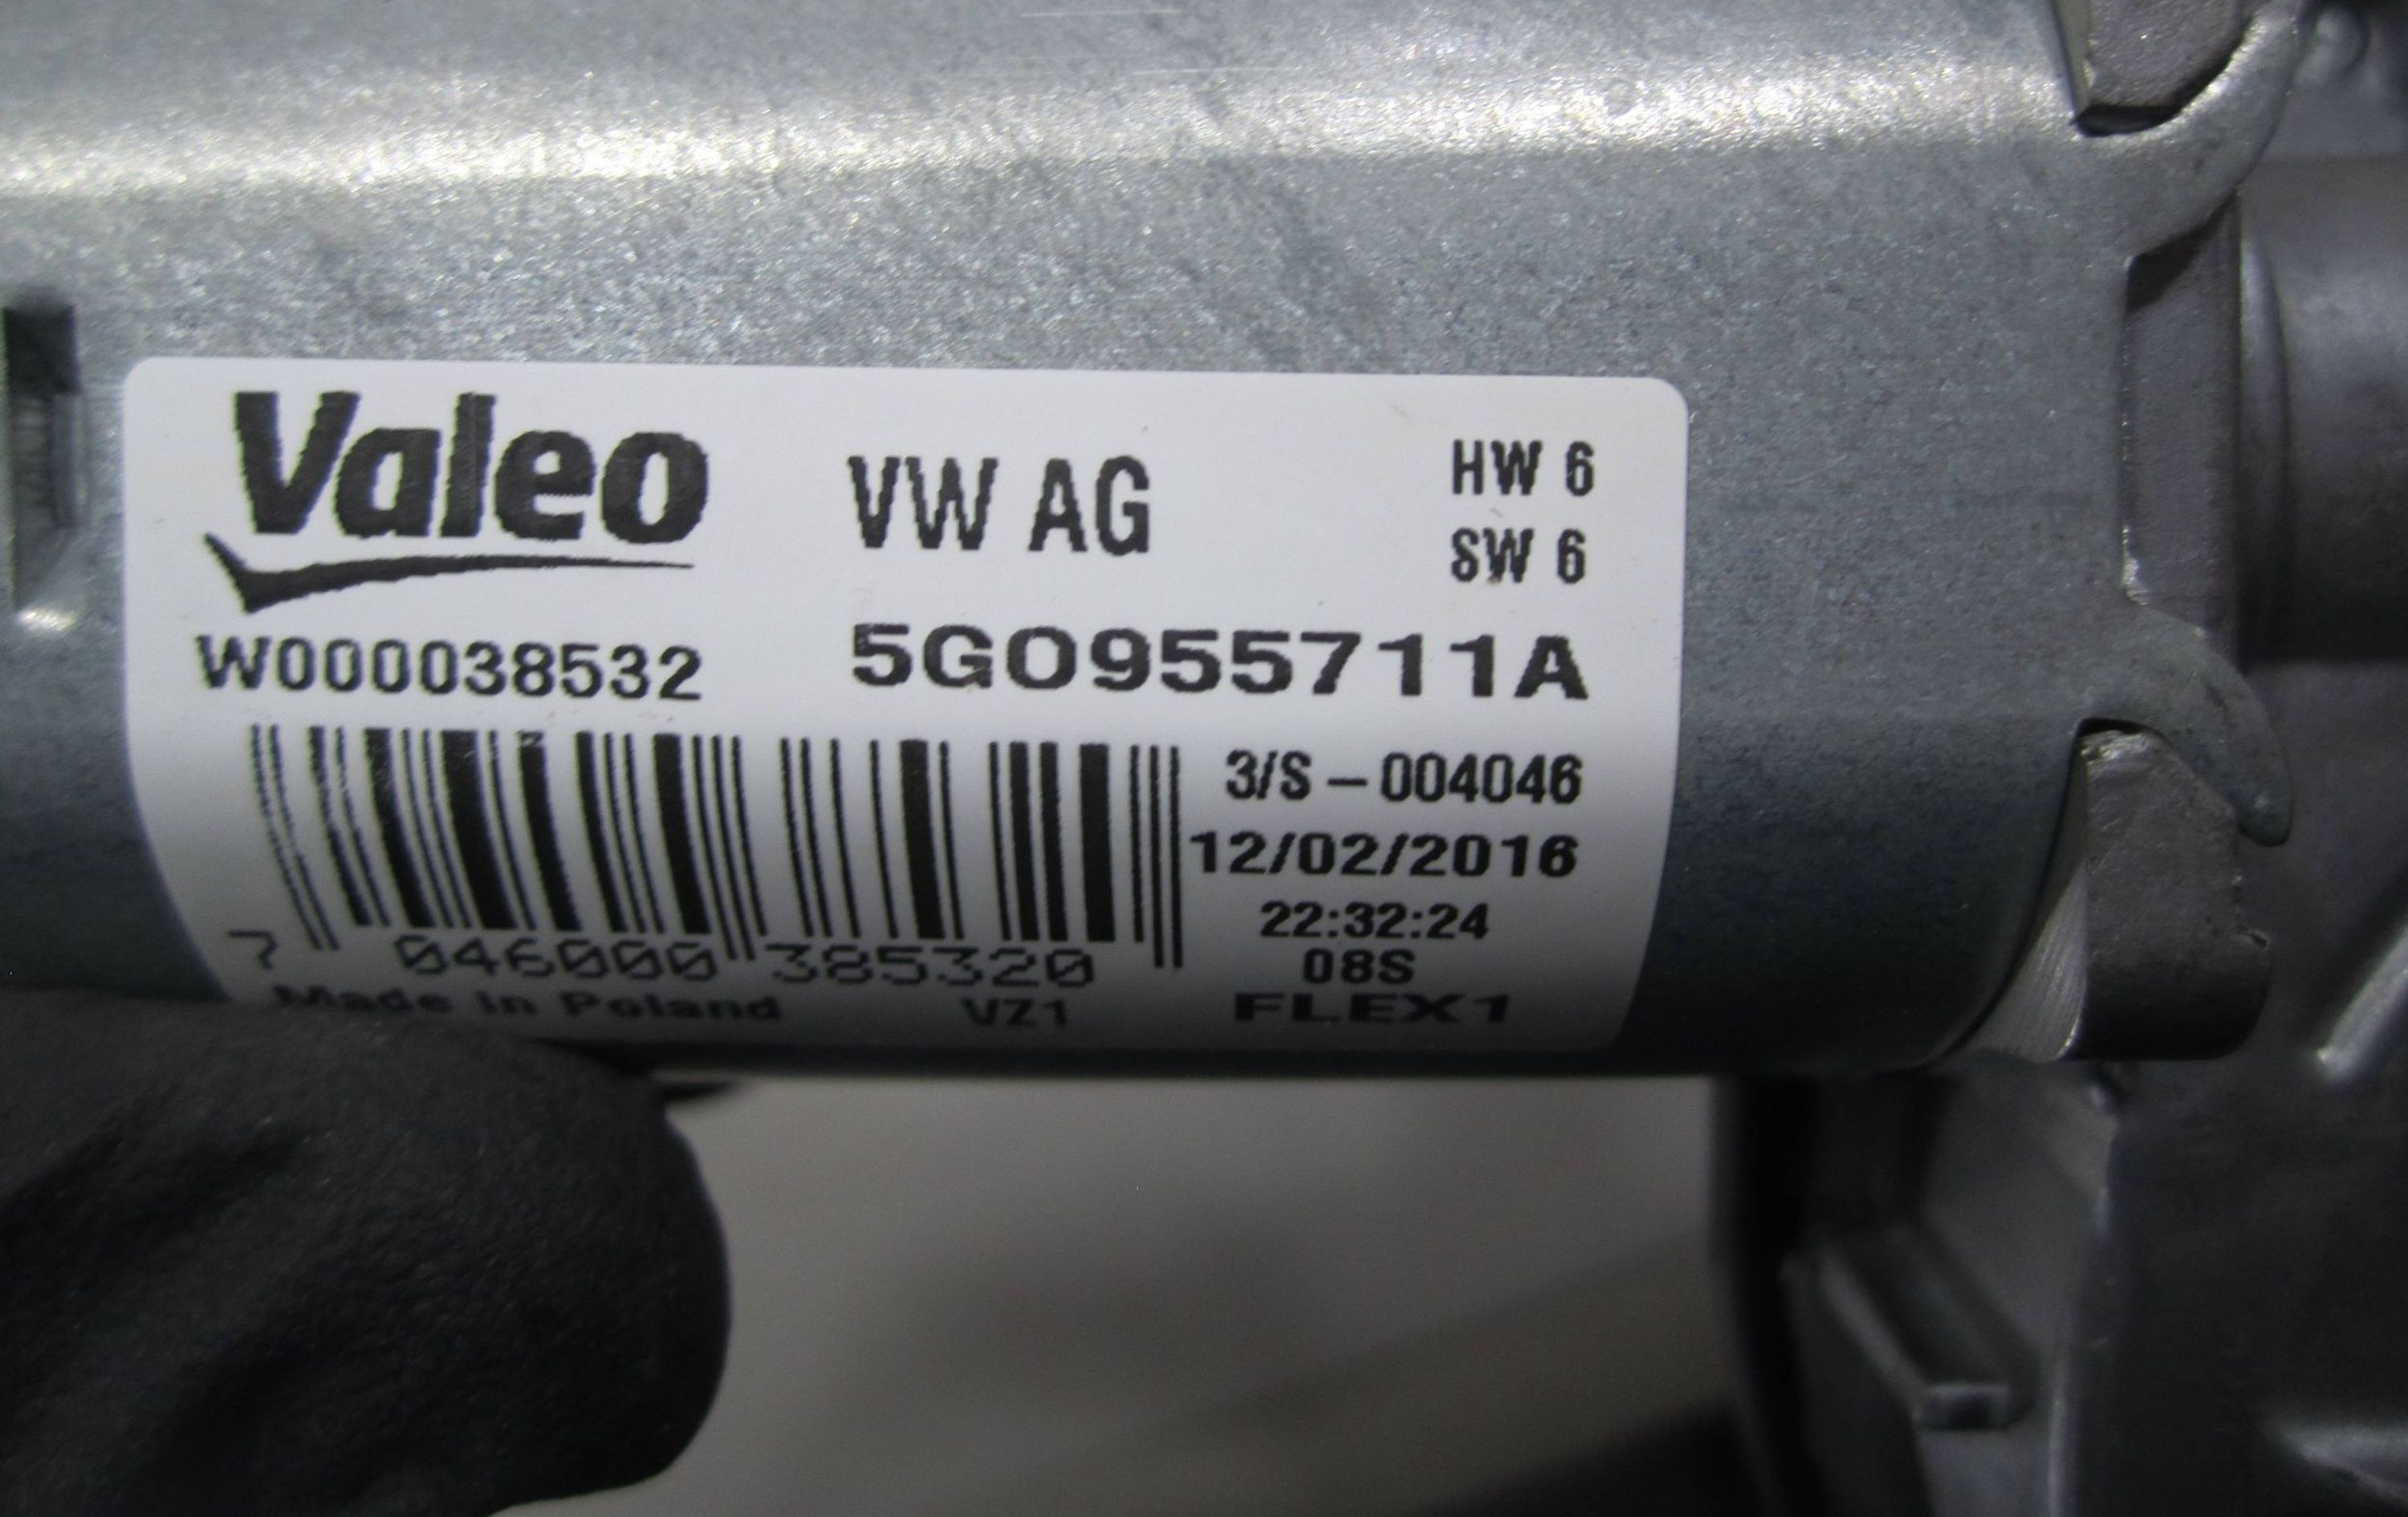 Valeo
VW AG
HW 6
SW 6
W000038532
5G0955711A
3/S - 004046
12/02/2016
22:32:24
08S
7 046000 385320
Made in Poland
VZ1
FLEX1